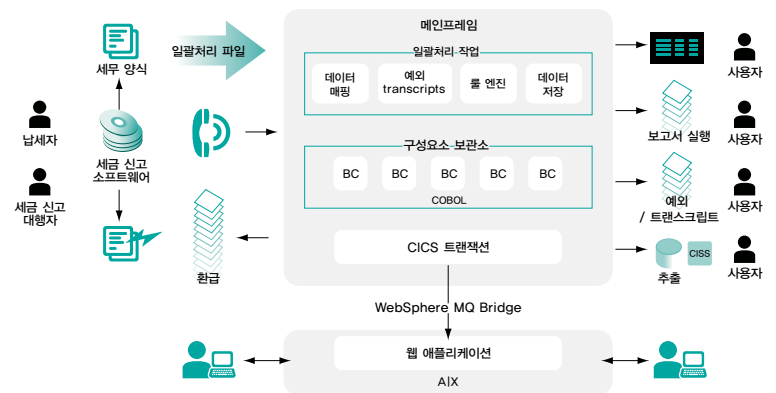 메인프레임
세무 양식
일괄처리 파일
일괄처리 작업
데이터
매핑
예외
transcripts
룰 엔진
데이터
저장
사용자
납세자
세금 신고
소프트웨어
보고서 실행
사용자
구성요소 보관소
BC
BC
BC
BC
BC
COBOL
세금 신고
대행자
예외
/ 트랜스크립트
사용자
환급
CICS 트랜잭션
CISS
추출
사용자
WebSphere MQ Bridge
웹 애플리케이션
A|X